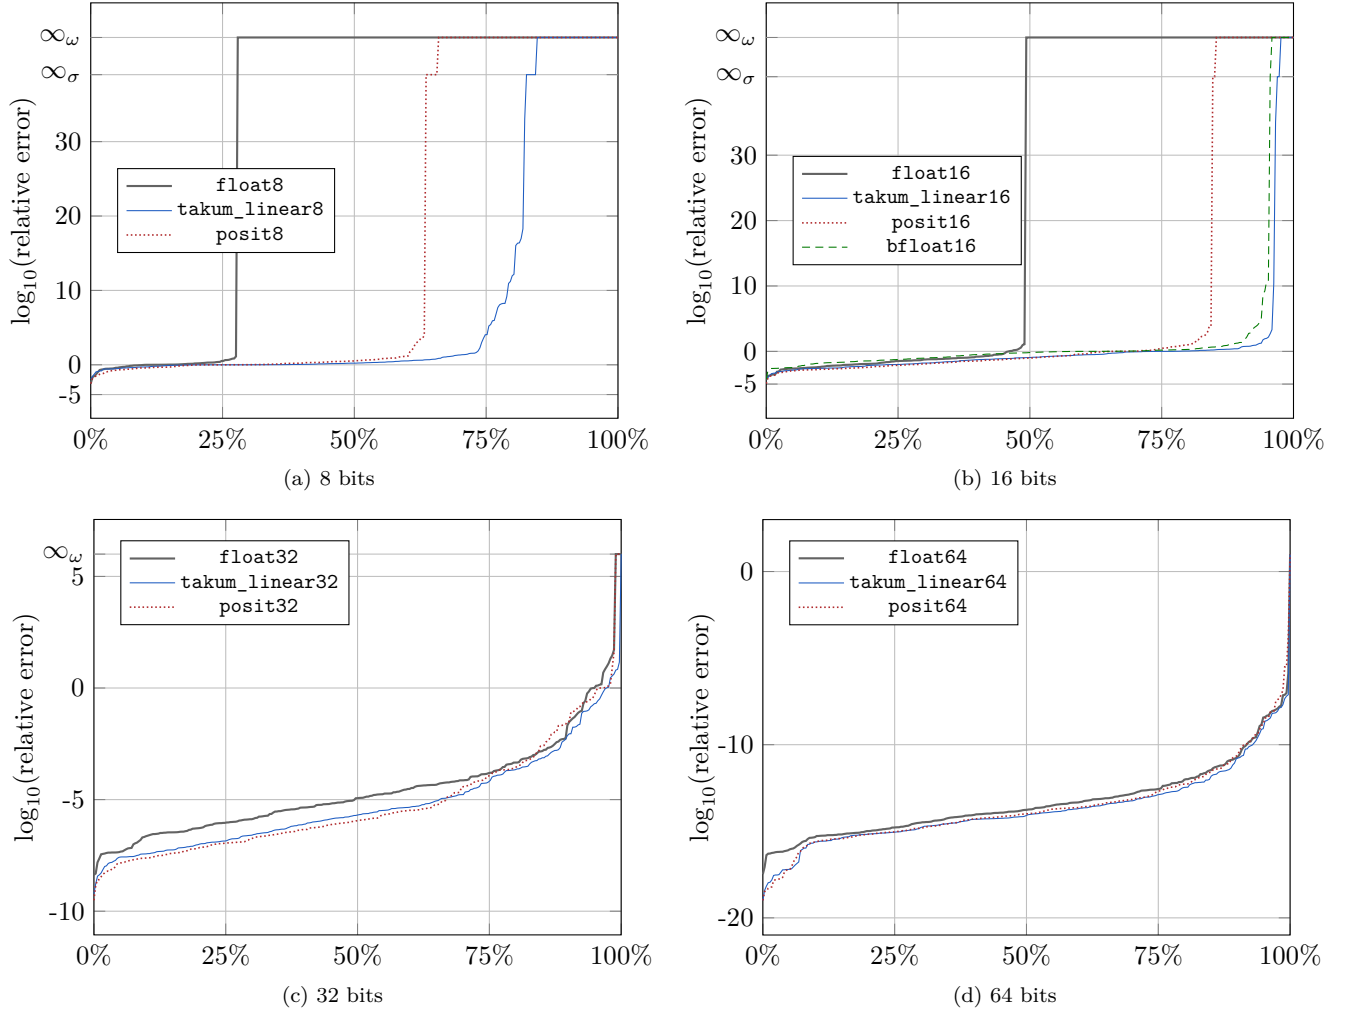 ∞ω
∞σ
30
20
10
0
-5
log10(relative error)
float8
takum_linear8
posit8
0%
25%
50%
75%
100%
(a) 8 bits
∞ω
∞σ
30
20
10
0
-5
log10(relative error)
float16
takum_linear16
posit16
bfloat16
0%
25%
50%
75%
100%
(b) 16 bits
∞ω
5
0
-5
-10
log10(relative error)
float32
takum_linear32
posit32
0%
25%
50%
75%
100%
(c) 32 bits
0
-10
-20
log10(relative error)
float64
takum_linear64
posit64
0%
25%
50%
75%
100%
(d) 64 bits